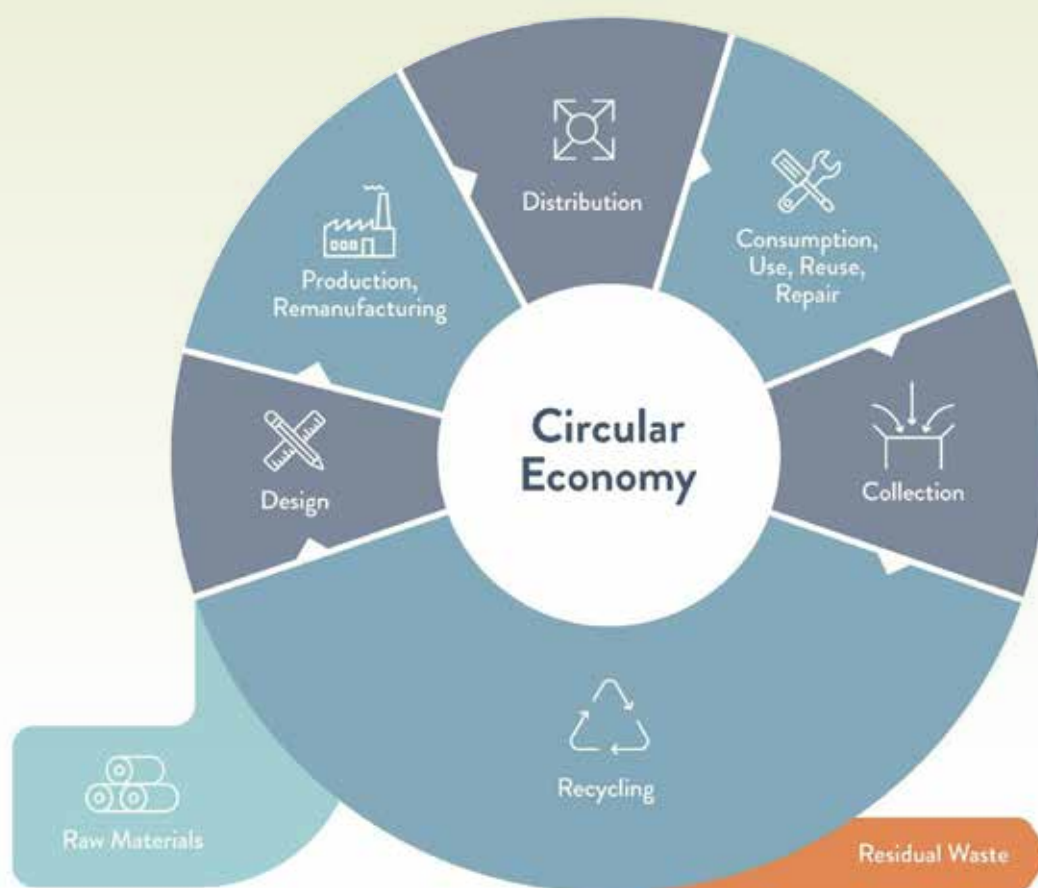 Distribution
Consumption,
Use, Reuse,
Repair
Production,
Remanufacturing
Circular
Economy
Design
Collection
Recycling
Raw Materials
Residual Waste